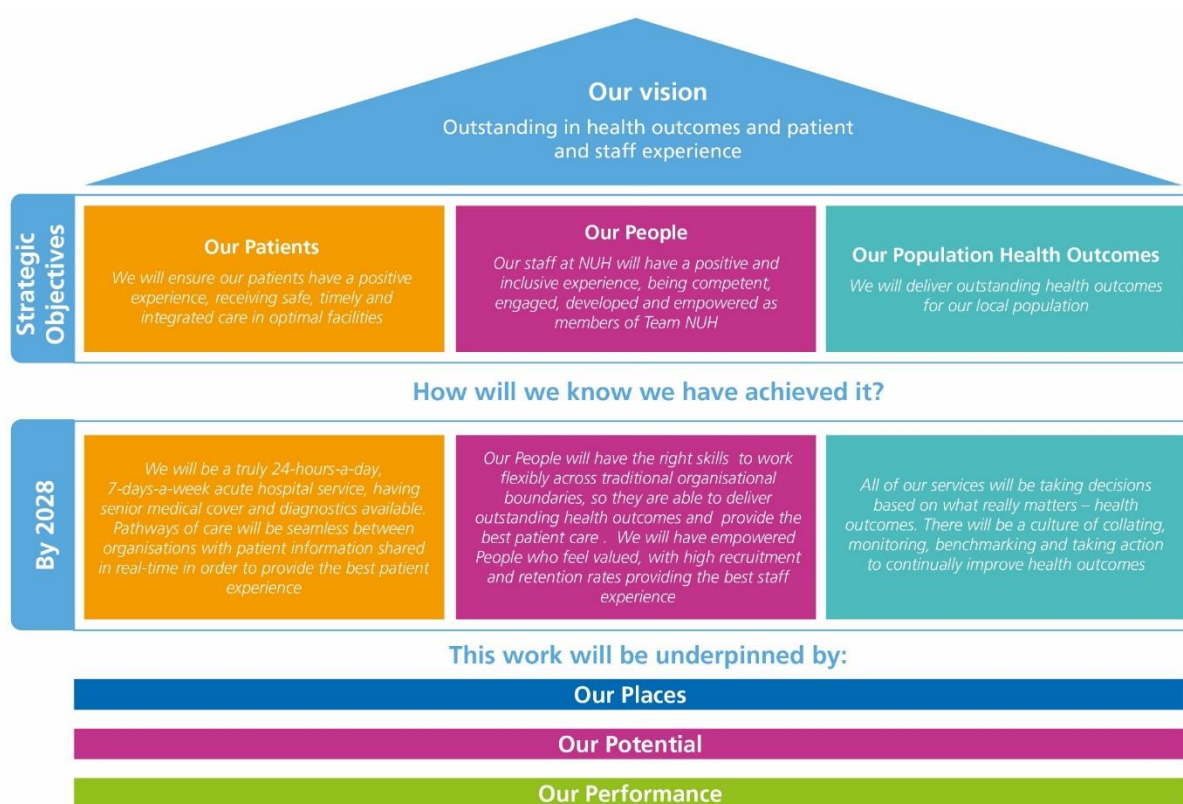 Our vision
Outstanding in health outcomes and patient
and staff experience
Strategic
Objectives
Our Patients
We will ensure our patients have a positive
experience, receiving safe, timely and
integrated care in optimal facilities
Our People
Our staff at NUH will have a positive and
inclusive experience, being competent,
engaged, developed and empowered as
members of Team NUH
Our Population Health Outcomes
We will deliver outstanding health outcomes
for our local population
How will we know we have achieved it?
By 2028
We will be a truly 24-hours-a-day,
7-days-a-week acute hospital service, having
senior medical cover and diagnostics available.
Pathways of care will be seamless between
organisations with patient information shared
in real-time in order to provide the best patient
experience
Our People will have the right skills to work
flexibly across traditional organisational
boundaries, so they are able to deliver
outstanding health outcomes and provide the
best patient care . We will have empowered
People who feel valued, with high recruitment
and retention rates providing the best staff
experience
All of our services will be taking decisions
based on what really matters – health
outcomes. There will be a culture of collating,
monitoring, benchmarking and taking action
to continually improve health outcomes
This work will be underpinned by:
Our Places
Our Potential
Our Performance